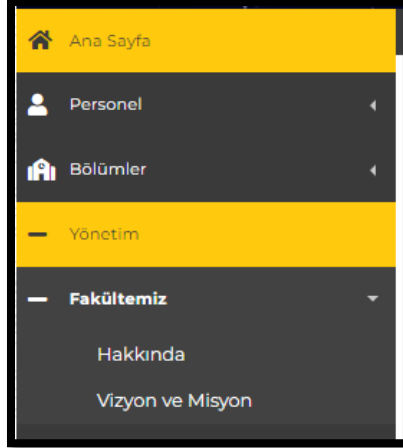 Ana Sayfa
Personel
Bölümler
Yönetim
Fakültemiz
Hakkında
Vizyon ve Misyon